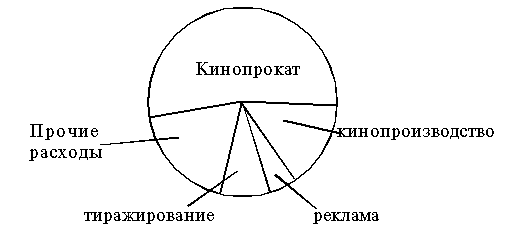 Кинопрокат
Прочие
расходы
кинопроизводство
тиражирование
реклама